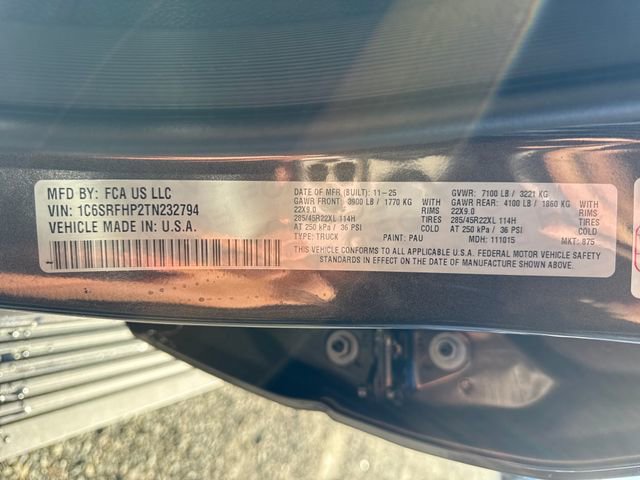 MFD BY: FCA US LLC
VIN: 1C6SRFHP2TN232794
VEHICLE MADE IN: U.S.A.
DATE OF MFR (BUILT): 11-25 GVWR: 7100 LB / 3221 KG
GAWR FRONT: 3900 LB / 1770 KG GAWR REAR: 4100 LB / 1860 KG
22X9.0 RIMS 22X9.0 RIMS
285/45R22XL 114H TIRES 285/45R22XL 114H TIRES
AT 250 kPa / 36 PSI COLD AT 250 kPa / 36 PSI COLD
TYPE: TRUCK PAINT: PAU MDH: 111015 MKT: 875
THIS VEHICLE CONFORMS TO ALL APPLICABLE U.S.A. FEDERAL MOTOR VEHICLE SAFETY
STANDARDS IN EFFECT ON THE DATE OF MANUFACTURE SHOWN ABOVE.